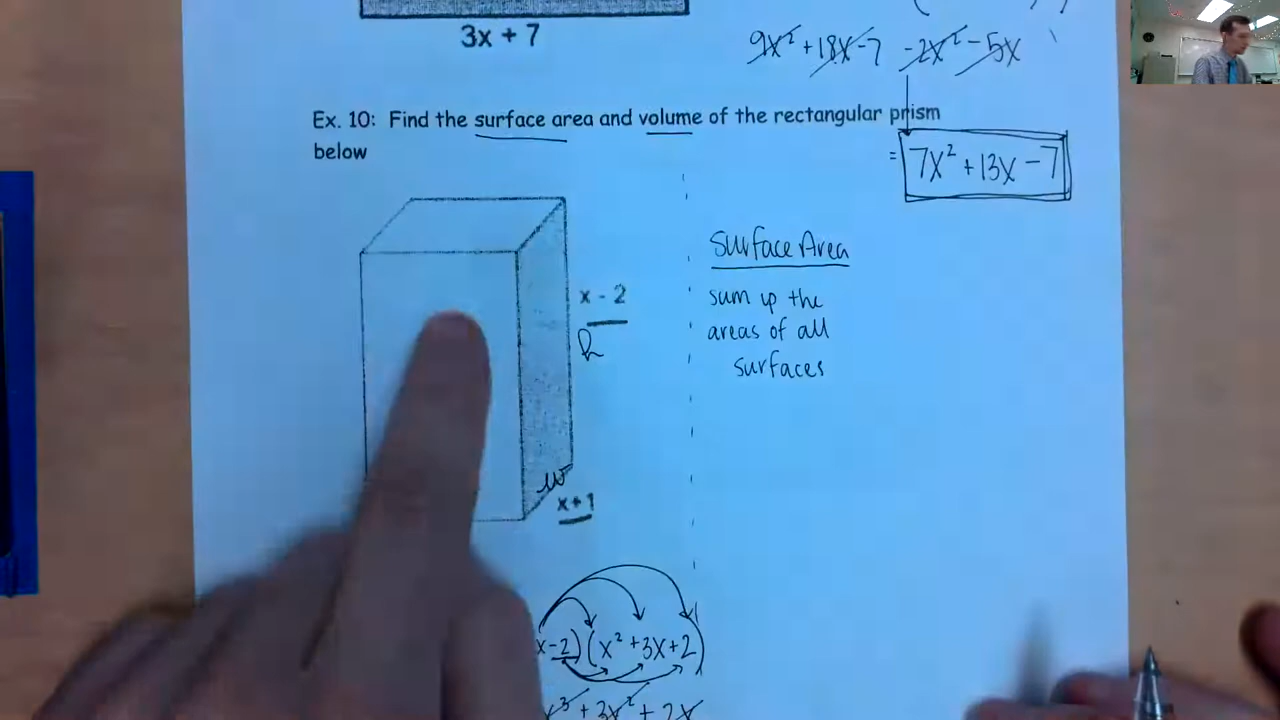 3x + 7
9x² + 18x - 7 - 2x² - 5x
Ex. 10: Find the surface area and volume of the rectangular prism
below
= 7x² + 13x - 7
Surface Area
x - 2
h
sum up the
areas of all
surfaces
w
x + 1
x-2)(x² + 3x + 2)
x³ + 3x² + 2x